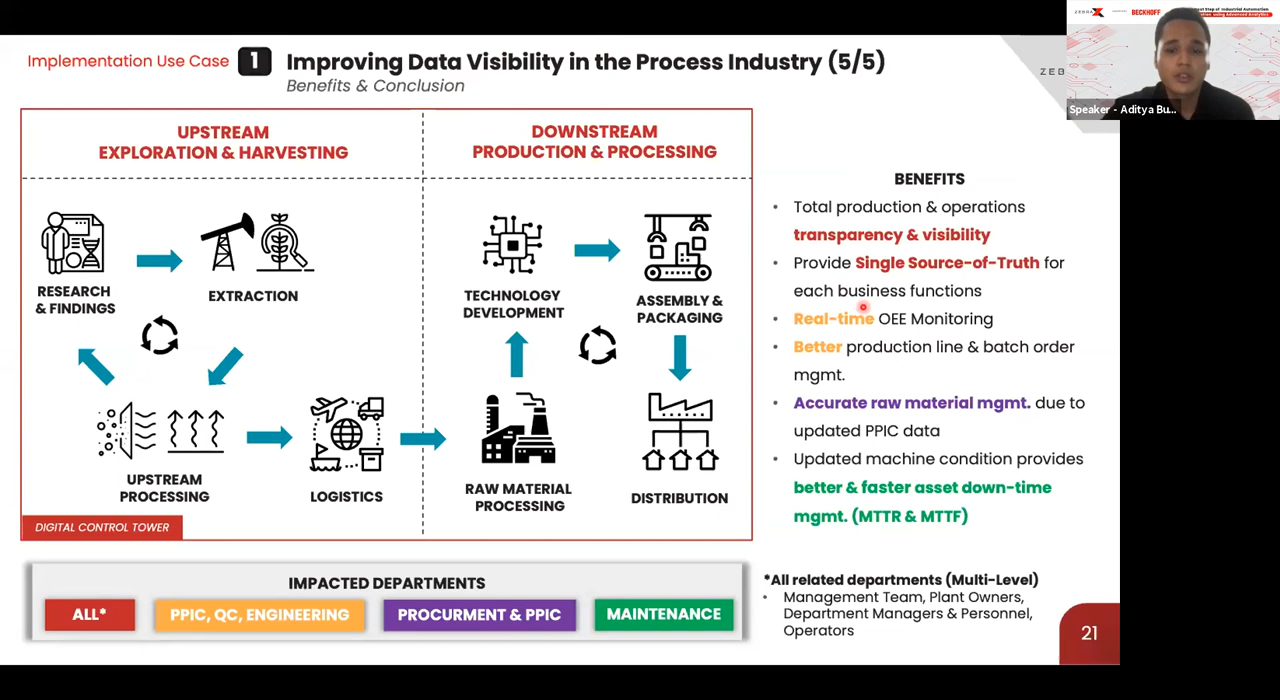 Implementation Use Case 1 Improving Data Visibility in the Process Industry (5/5)
Benefits & Conclusion
ZEB
ZEBRAX
BECKHOFF
Speaker - Aditya Bu...
UPSTREAM
EXPLORATION & HARVESTING
DOWNSTREAM
PRODUCTION & PROCESSING
RESEARCH
& FINDINGS
EXTRACTION
TECHNOLOGY
DEVELOPMENT
ASSEMBLY &
PACKAGING
UPSTREAM
PROCESSING
LOGISTICS
RAW MATERIAL
PROCESSING
DISTRIBUTION
DIGITAL CONTROL TOWER
BENEFITS
• Total production & operations
transparency & visibility
• Provide Single Source-of-Truth for
each business functions
• Real-time OEE Monitoring
• Better production line & batch order
mgmt.
• Accurate raw material mgmt. due to
updated PPIC data
• Updated machine condition provides
better & faster asset down-time
mgmt. (MTTR & MTTF)
IMPACTED DEPARTMENTS
ALL*
PPIC, QC, ENGINEERING
PROCURMENT & PPIC
MAINTENANCE
*All related departments (Multi-Level)
• Management Team, Plant Owners,
Department Managers & Personnel,
Operators
21